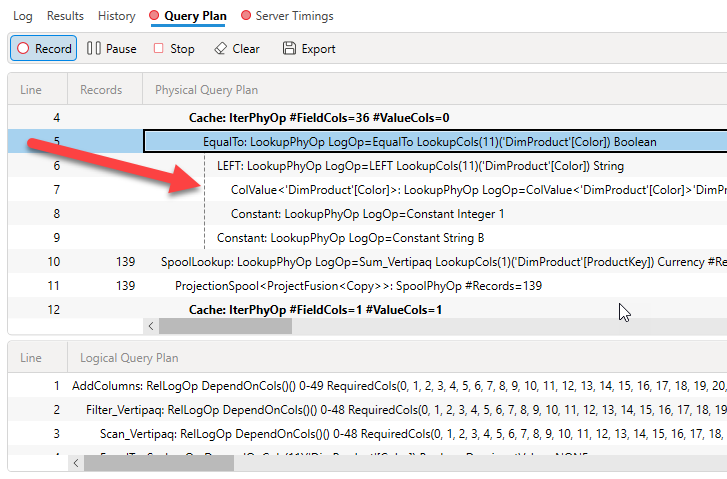 Log Results History Query Plan Server Timings
Record Pause Stop Clear Export
Line Records Physical Query Plan
4 Cache: IterPhyOp #FieldCols=36 #ValueCols=0
5 EqualTo: LookupPhyOp LogOp=EqualTo LookupCols(11)('DimProduct'[Color]) Boolean
6 LEFT: LookupPhyOp LogOp=LEFT LookupCols(11)('DimProduct'[Color]) String
7 ColValue<'DimProduct'[Color]>: LookupPhyOp LogOp=ColValue<'DimProduct'[Color]>'DimPr
8 Constant: LookupPhyOp LogOp=Constant Integer 1
9 Constant: LookupPhyOp LogOp=Constant String B
10 139 SpoolLookup: LookupPhyOp LogOp=Sum_Vertipaq LookupCols(1)('DimProduct'[ProductKey]) Currency #Re
11 139 ProjectionSpool<ProjectFusion<Copy>>: SpoolPhyOp #Records=139
12 Cache: IterPhyOp #FieldCols=1 #ValueCols=1
Line Logical Query Plan
1 AddColumns: RelLogOp DependOnCols()() 0-49 RequiredCols(0, 1, 2, 3, 4, 5, 6, 7, 8, 9, 10, 11, 12, 13, 14, 15, 16, 17, 18, 19, 20,
2 Filter_Vertipaq: RelLogOp DependOnCols()() 0-48 RequiredCols(0, 1, 2, 3, 4, 5, 6, 7, 8, 9, 10, 11, 12, 13, 14, 15, 16, 17, 18, 19
3 Scan_Vertipaq: RelLogOp DependOnCols()() 0-48 RequiredCols(0, 1, 2, 3, 4, 5, 6, 7, 8, 9, 10, 11, 12, 13, 14, 15, 16, 17, 18,